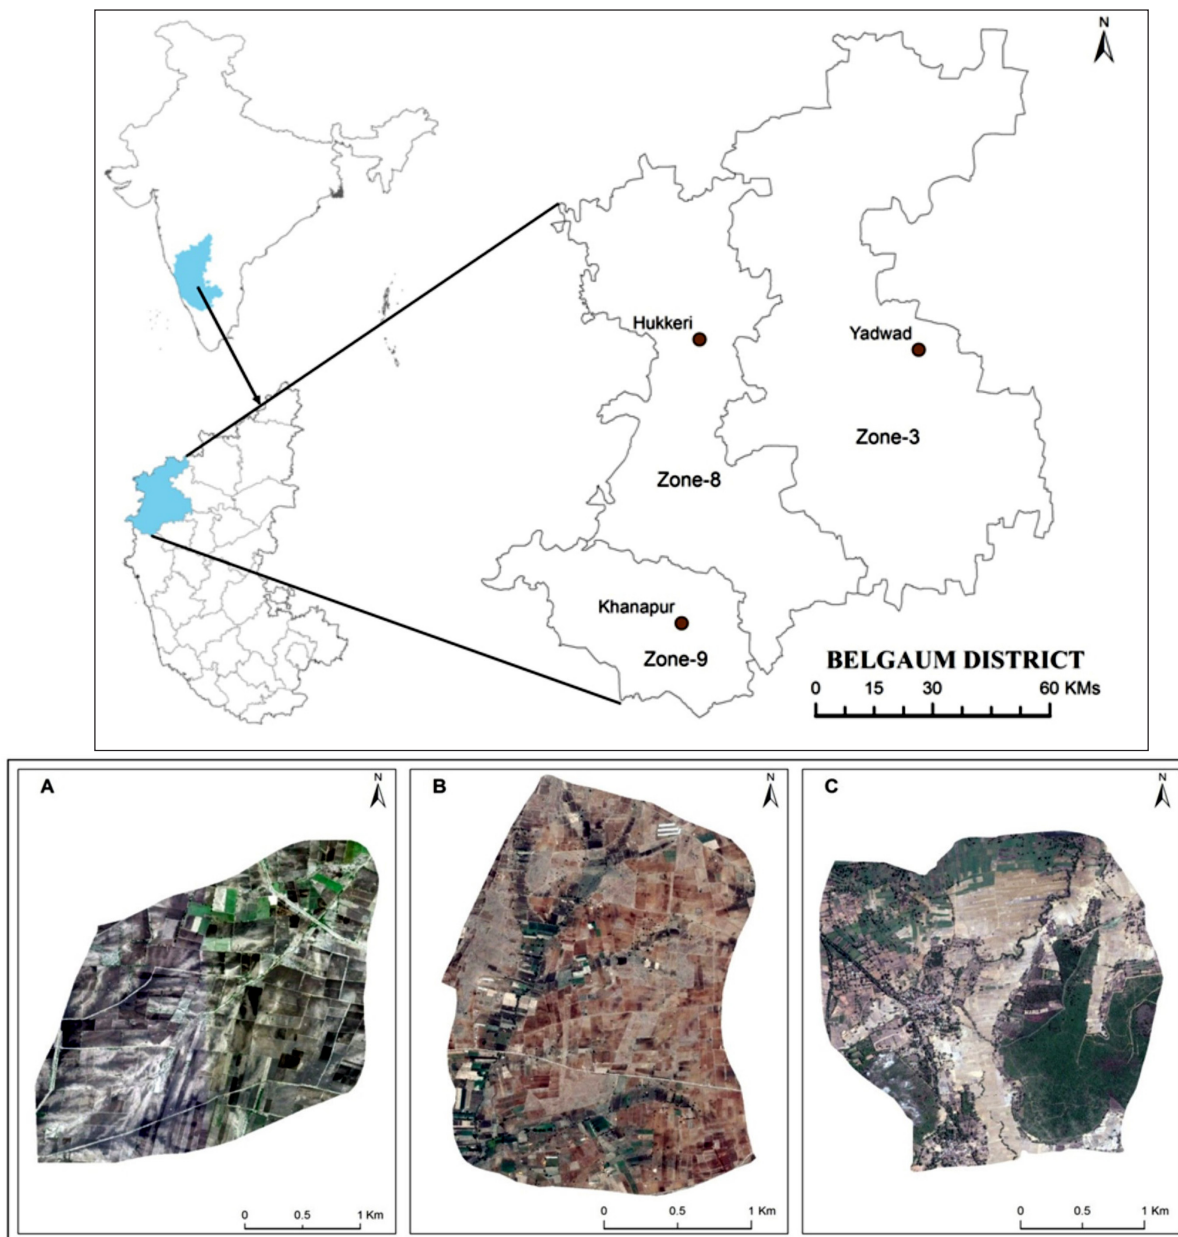 N
Hukkeri
Yadwad
Zone-3
Zone-8
Khanapur
Zone-9
BELGAUM DISTRICT
0 15 30 60 KMs
A N
B N
C N
0 0.5 1 Km
0 0.5 1 Km
0 0.5 1 Km